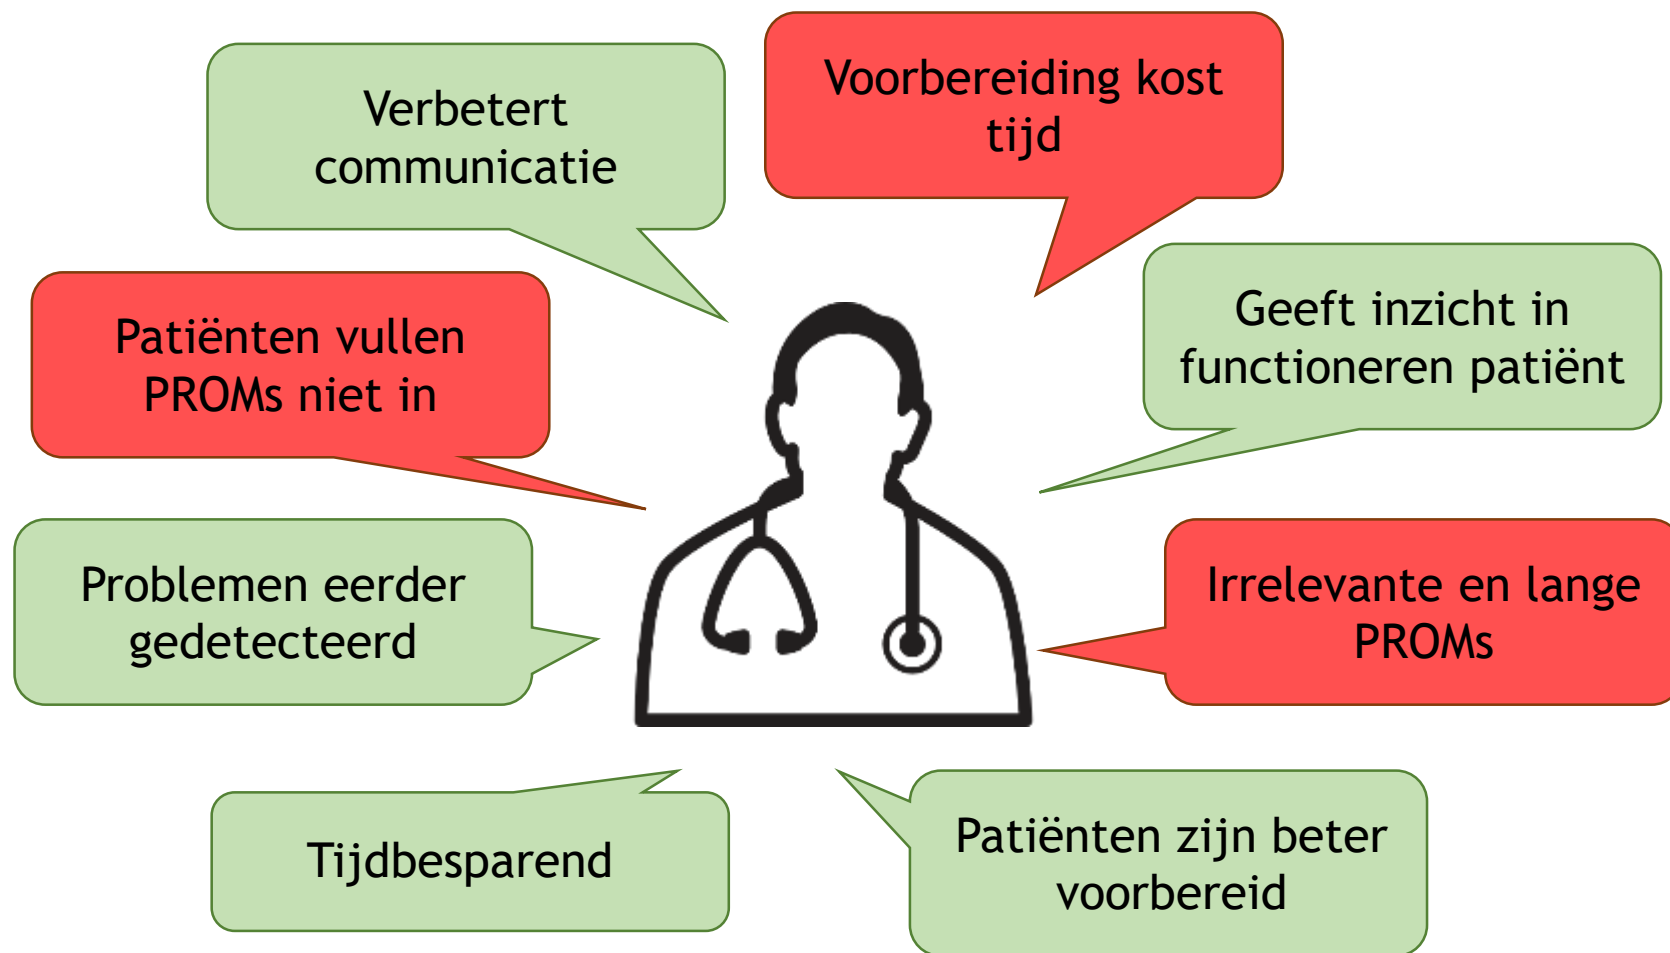 Verbetert
communicatie
Voorbereiding kost
tijd
Patiënten vullen
PROMs niet in
Geeft inzicht in
functioneren patiënt
Problemen eerder
gedetecteerd
Irrelevante en lange
PROMs
Tijdbesparend
Patiënten zijn beter
voorbereid